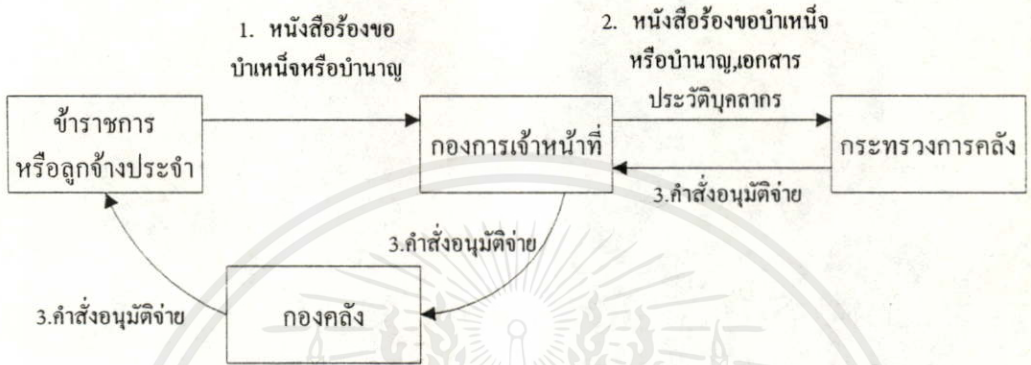 1. หนังสือร้องขอ
บำเหน็จหรือบำนาญ
2. หนังสือร้องขอบำเหน็จ
หรือบำนาญ,เอกสาร
ประวัติบุคลากร
ข้าราชการ
หรือลูกจ้างประจำ
กองการเจ้าหน้าที่
กระทรวงการคลัง
3.คำสั่งอนุมัติจ่าย
3.คำสั่งอนุมัติจ่าย
3.คำสั่งอนุมัติจ่าย
กองคลัง